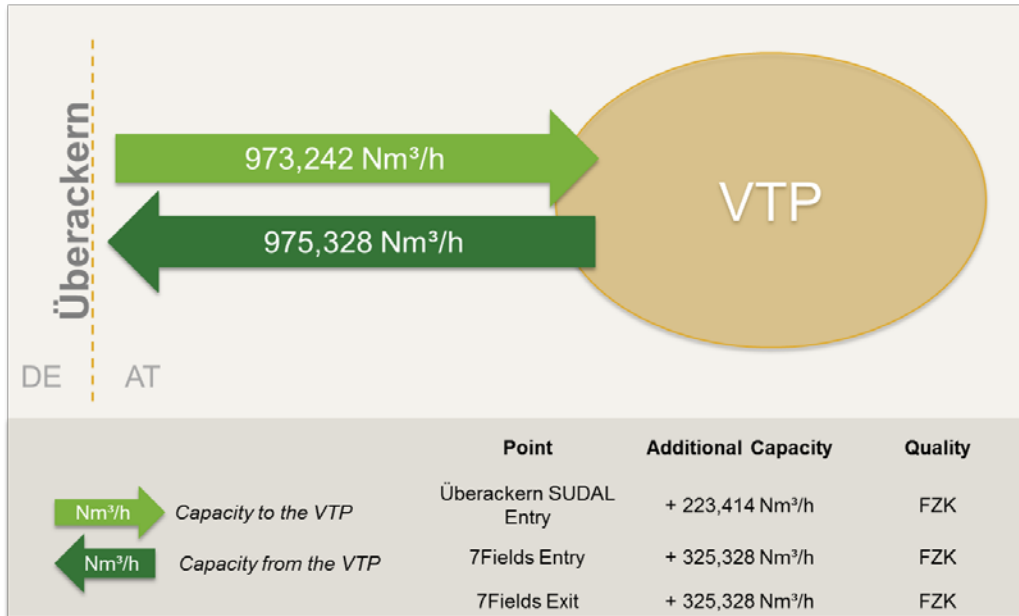 Überackern
973,242 Nm³/h
975,328 Nm³/h
VTP
DE
AT
Point Additional Capacity Quality
Nm³/h Capacity to the VTP
Nm³/h Capacity from the VTP
Überackern SUDAL
Entry
+ 223,414 Nm³/h FZK
7Fields Entry + 325,328 Nm³/h FZK
7Fields Exit + 325,328 Nm³/h FZK